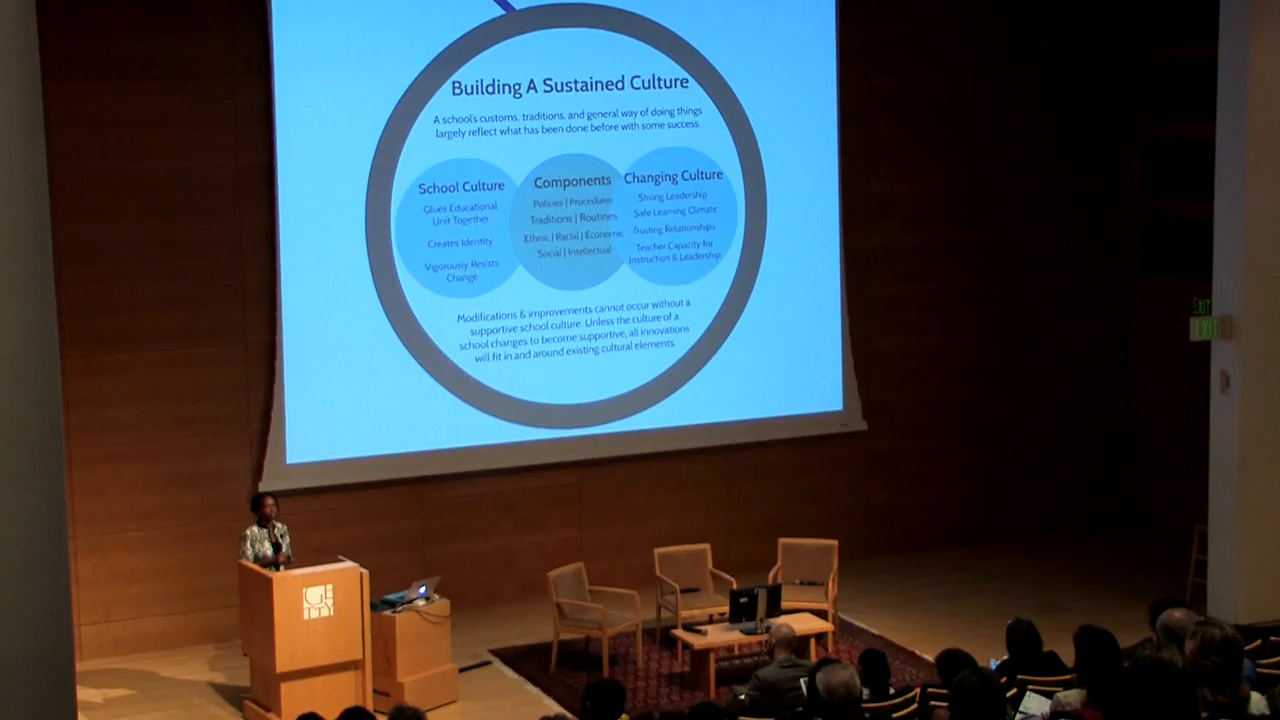 Building A Sustained Culture
A school's customs, traditions, and general way of doing things
largely reflect what has been done before with some success.
School Culture
Glues Educational
Unit Together
Creates Identity
Vigorously Resists
Change
Components
Policies | Procedures
Traditions | Routines
Ethnic | Racial | Economic
Social | Intellectual
Changing Culture
Strong Leadership
Safe Learning Climate
Trusting Relationships
Teacher Capacity for
Instruction & Leadership
Modifications & improvements cannot occur without a
supportive school culture. Unless the culture of a
school changes to become supportive, all innovations
will fit in and around existing cultural elements.
GE
TTY
EXIT
EXIT